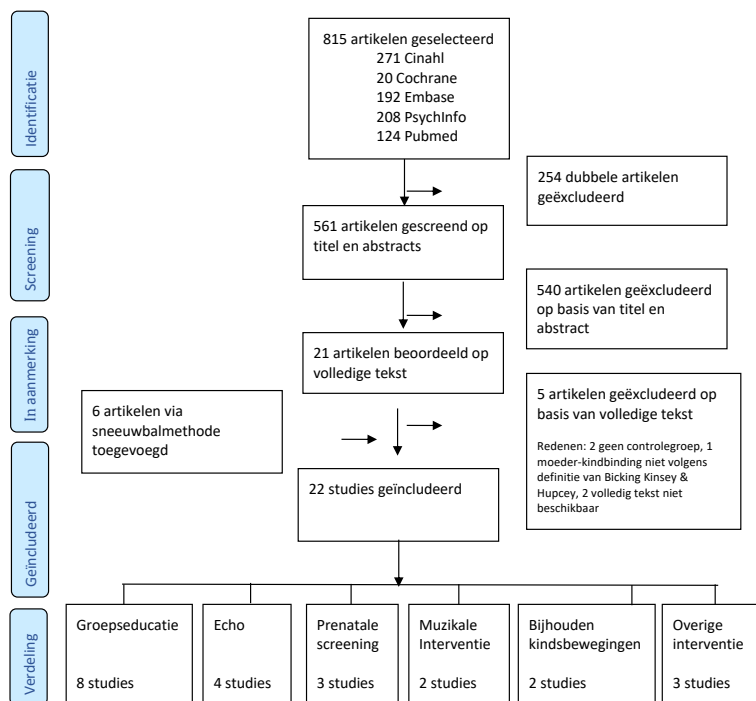 Identificatie
815 artikelen geselecteerd
271 Cinahl
20 Cochrane
192 Embase
208 PsychInfo
124 Pubmed
254 dubbele artikelen
geëxcludeerd
Screening
561 artikelen gescreend op
titel en abstracts
540 artikelen geëxcludeerd
op basis van titel en
abstract
In aanmerking
21 artikelen beoordeeld op
volledige tekst
6 artikelen via
sneeuwbalmethode
toegevoegd
5 artikelen geëxcludeerd op
basis van volledige tekst
Redenen: 2 geen controlegroep, 1
moeder-kindbinding niet volgens
definitie van Bicking Kinsey &
Hupcey, 2 volledig tekst niet
beschikbaar
Geïncludeerd
22 studies geïncludeerd
Verdeling
Groepseducatie
8 studies
Echo
4 studies
Prenatale
screening
3 studies
Muzikale
Interventie
2 studies
Bijhouden
kindsbewegingen
2 studies
Overige
interventie
3 studies